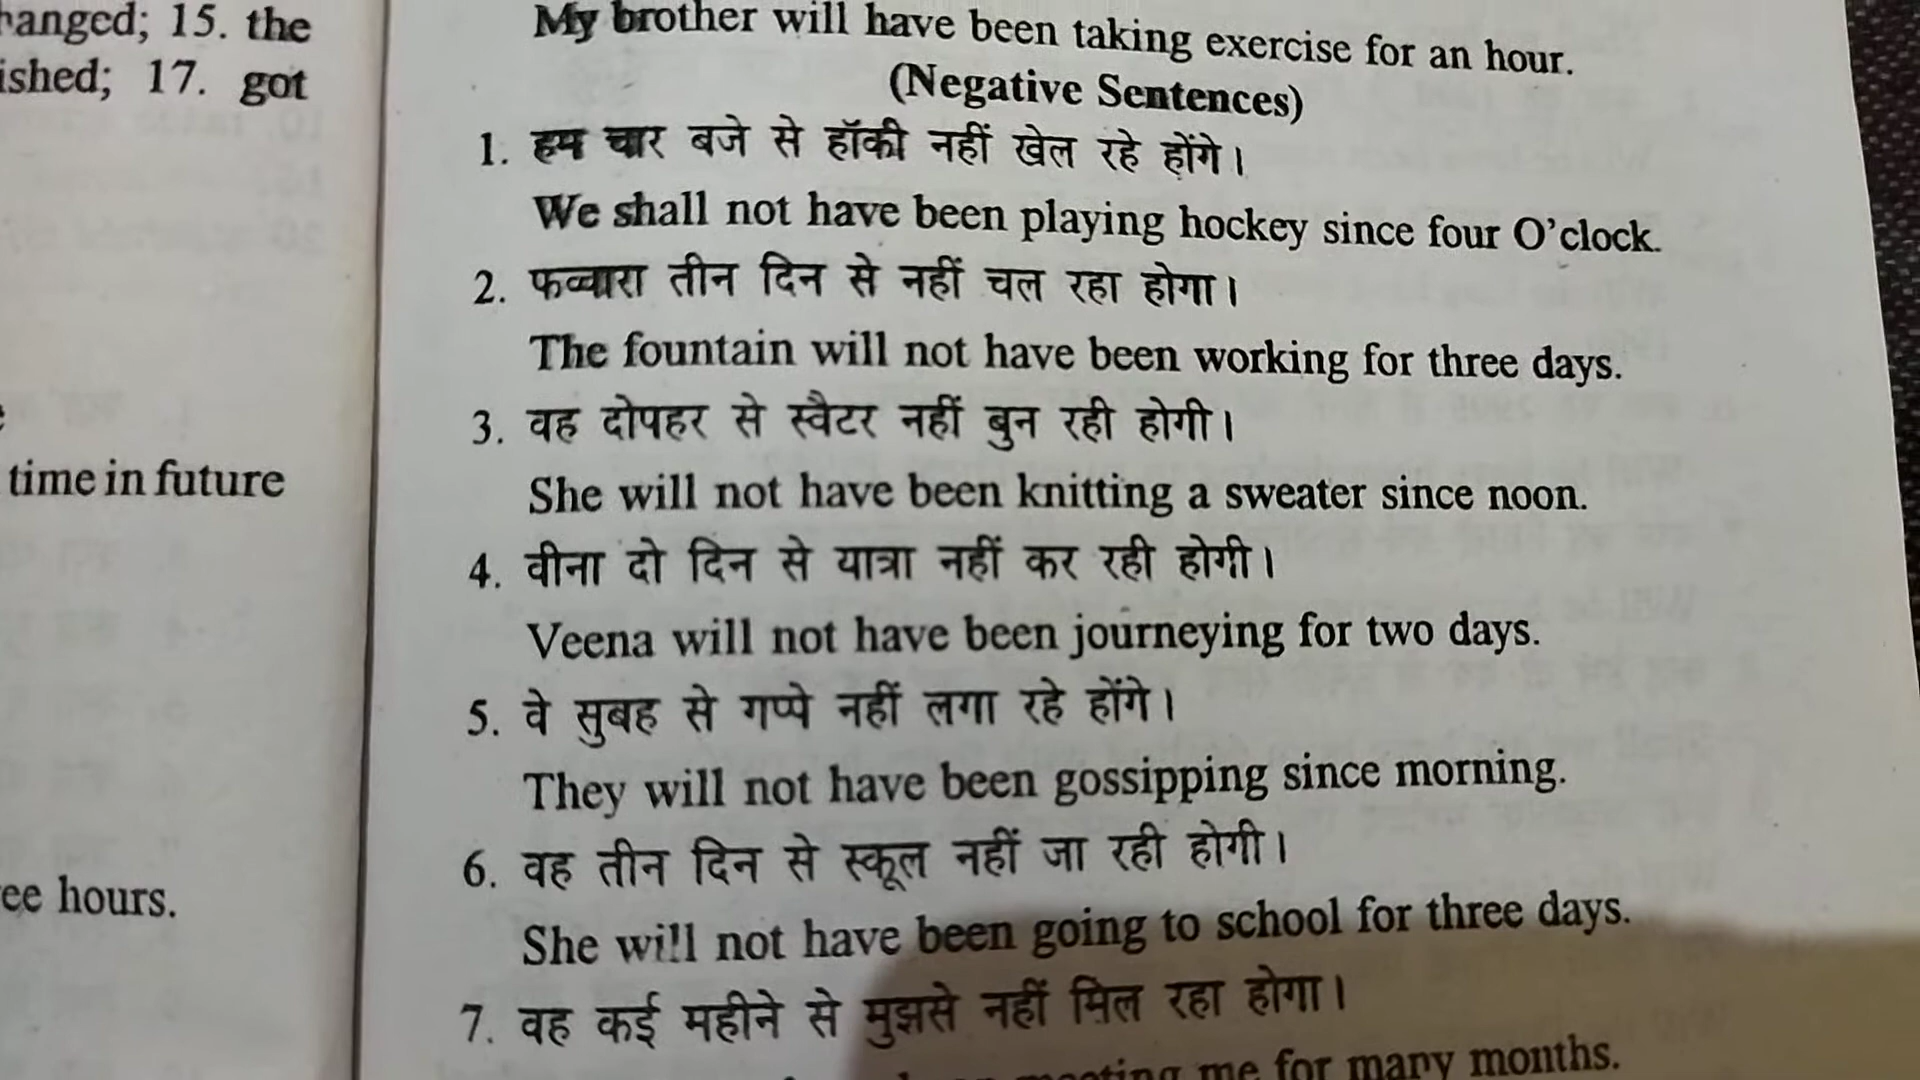 anged; 15. the
ished; 17. got
time in future
ee hours.
My brother will have been taking exercise for an hour.
(Negative Sentences)
1. हम चार बजे से हॉकी नहीं खेल रहे होंगे।
We shall not have been playing hockey since four O'clock.
2. फव्वारा तीन दिन से नहीं चल रहा होगा।
The fountain will not have been working for three days.
3. वह दोपहर से स्वैटर नहीं बुन रही होगी।
She will not have been knitting a sweater since noon.
4. वीना दो दिन से यात्रा नहीं कर रही होगी।
Veena will not have been journeying for two days.
5. वे सुबह से गप्पे नहीं लगा रहे होंगे।
They will not have been gossipping since morning.
6. वह तीन दिन से स्कूल नहीं जा रही होगी।
She will not have been going to school for three days.
7. वह कई महीने से मुझसे नहीं मिल रहा होगा।
meeting me for many months.